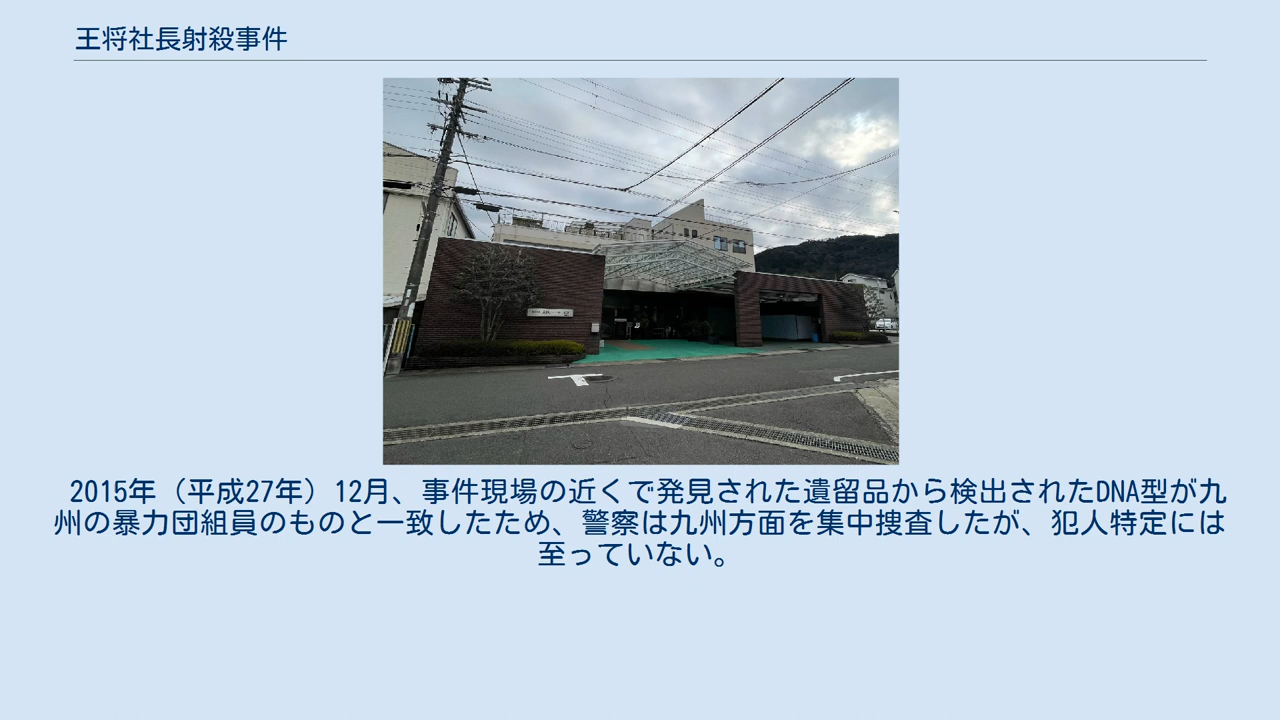 王将社長射殺事件
2015年（平成27年）12月、事件現場の近くで発見された遺留品から検出されたDNA型が九
州の暴力団組員のものと一致したため、警察は九州方面を集中捜査したが、犯人特定には
至っていない。